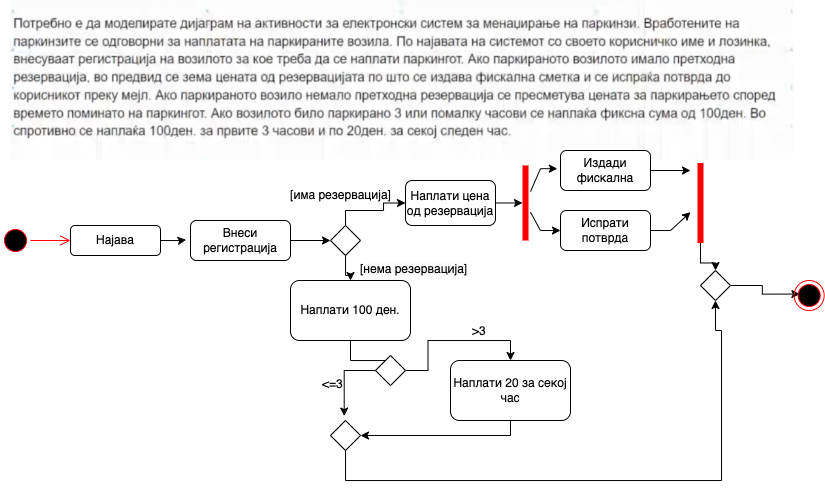 Потребно е да моделирате дијаграм на активности за електронски систем за менаџирање на паркинзи. Вработените на
паркинзите се одговорни за наплатата на паркираните возила. По најавата на системот со своето корисничко име и лозинка,
внесуваат регистрација на возилото за кое треба да се наплати паркингот. Ако паркираното возилото имало претходна
резервација, во предвид се зема цената од резервацијата по што се издава фискална сметка и се испраќа потврда до
корисникот преку мејл. Ако паркираното возило немало претходна резервација се пресметува цената за паркирањето според
времето поминато на паркингот. Ако возилото било паркирано 3 или помалку часови се наплаќа фиксна сума од 100ден. Во
спротивно се наплаќа 100ден. за првите 3 часови и по 20ден. за секој следен час.
Издади
фискална
[има резервација]
Наплати цена
од резервација
Испрати
потврда
Најава
Внеси
регистрација
[нема резервација]
Наплати 100 ден.
>3
<=3
Наплати 20 за секој
час